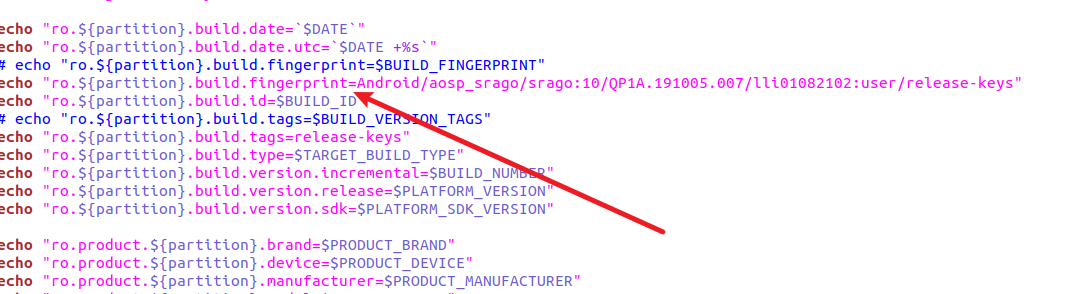 echo "ro.${partition}.build.date=`$DATE`"
echo "ro.${partition}.build.date.utc=`$DATE +%s`"
# echo "ro.${partition}.build.fingerprint=$BUILD_FINGERPRINT"
echo "ro.${partition}.build.fingerprint=Android/aosp_srago/srago:10/QP1A.191005.007/lli01082102:user/release-keys"
echo "ro.${partition}.build.id=$BUILD_ID"
# echo "ro.${partition}.build.tags=$BUILD_VERSION_TAGS"
echo "ro.${partition}.build.tags=release-keys"
echo "ro.${partition}.build.type=$TARGET_BUILD_TYPE"
echo "ro.${partition}.build.version.incremental=$BUILD_NUMBER"
echo "ro.${partition}.build.version.release=$PLATFORM_VERSION"
echo "ro.${partition}.build.version.sdk=$PLATFORM_SDK_VERSION"
echo "ro.product.${partition}.brand=$PRODUCT_BRAND"
echo "ro.product.${partition}.device=$PRODUCT_DEVICE"
echo "ro.product.${partition}.manufacturer=$PRODUCT_MANUFACTURER"